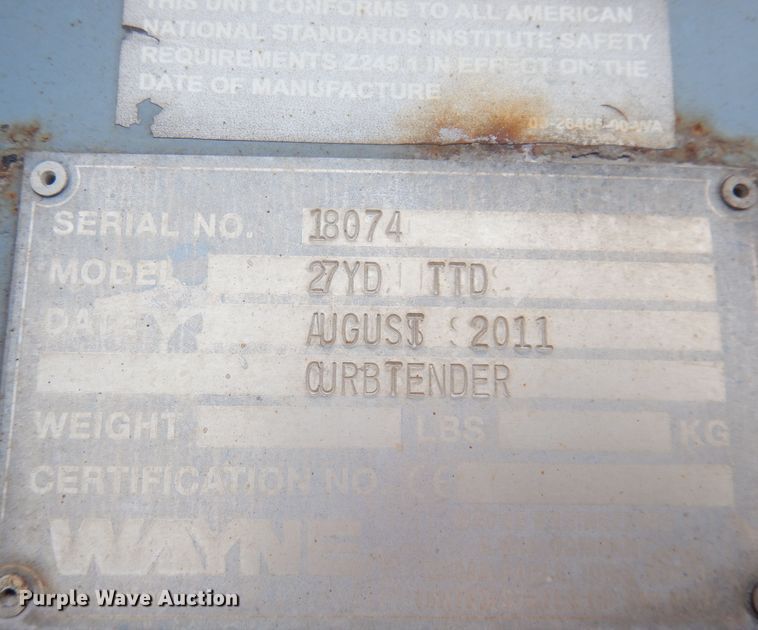 THIS UNIT CONFORMS TO ALL AMERICAN
NATIONAL STANDARDS INSTITUTE SAFETY
REQUIREMENTS Z245.1 IN EFFECT ON THE
DATE OF MANUFACTURE
SERIAL NO. 18074
MODEL 27YD TTD
DATE AUGUST 2011
CURBTENDER
WEIGHT LBS KG
CERTIFICATION NO. CE
WAYNE
Purple Wave Auction